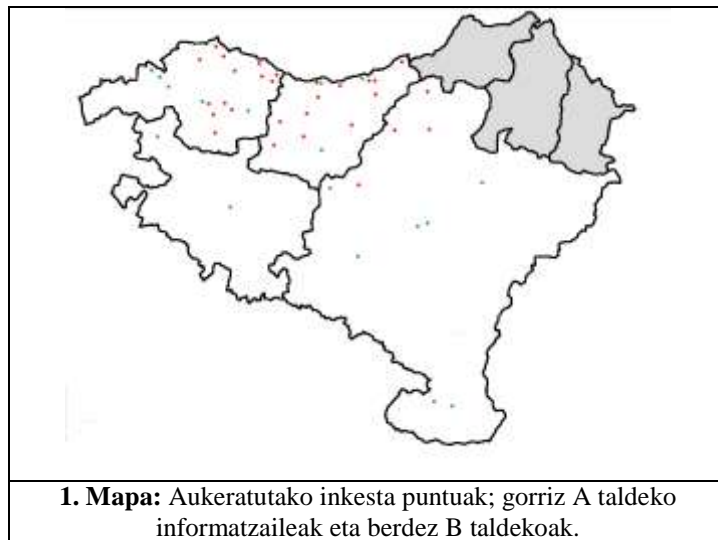 1. Mapa: Aukeratutako inkesta puntuak; gorriz A taldeko
informatzaileak eta berdez B taldekoak.